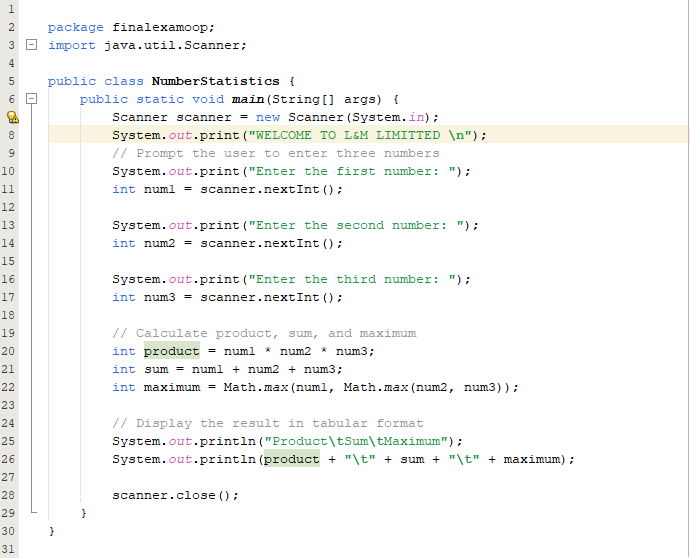 1
2 package finalexamoop;
3 import java.util.Scanner;
4
5 public class NumberStatistics {
6 public static void main(String[] args) {
Scanner scanner = new Scanner(System.in);
8 System.out.print("WELCOME TO L&M LIMITTED \n");
9 // Prompt the user to enter three numbers
10 System.out.print("Enter the first number: ");
11 int num1 = scanner.nextInt();
12
13 System.out.print("Enter the second number: ");
14 int num2 = scanner.nextInt();
15
16 System.out.print("Enter the third number: ");
17 int num3 = scanner.nextInt();
18
19 // Calculate product, sum, and maximum
20 int product = num1 * num2 * num3;
21 int sum = num1 + num2 + num3;
22 int maximum = Math.max(num1, Math.max(num2, num3));
23
24 // Display the result in tabular format
25 System.out.println("Product\tSum\tMaximum");
26 System.out.println(product + "\t" + sum + "\t" + maximum);
27
28 scanner.close();
29 }
30 }
31